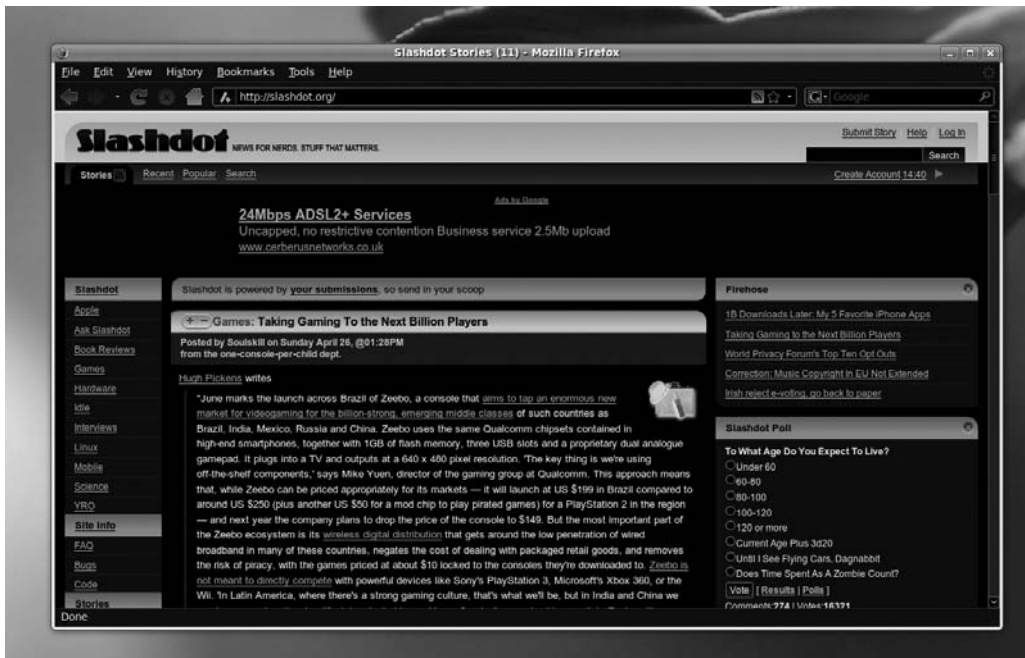 Slashdot Stories (11) - Mozilla Firefox
File Edit View History Bookmarks Tools Help
http://slashdot.org/
Google
Slashdot NEWS FOR NERDS. STUFF THAT MATTERS.
Submit Story Help Log In
Search
Stories Recent Popular Search
Create Account 14:40
Ads by Google
24Mbps ADSL2+ Services
Uncapped, no restrictive contention Business service 2.5Mb upload
www.cerberusnetworks.co.uk
Slashdot
Apple
Ask Slashdot
Book Reviews
Games
Hardware
Idle
Interviews
Linux
Mobile
Science
YRO
Site Info
FAQ
Bugs
Code
Stories
Slashdot is powered by your submissions, so send in your scoop
Games: Taking Gaming To the Next Billion Players
Posted by Soulskill on Sunday April 26, @01:28PM
from the one-console-per-child dept.
Hugh Pickens writes
"June marks the launch across Brazil of Zeebo, a console that aims to tap an enormous new
market for videogaming for the billion-strong, emerging middle classes of such countries as
Brazil, India, Mexico, Russia and China. Zeebo uses the same Qualcomm chipsets contained in
high-end smartphones, together with 1GB of flash memory, three USB slots and a proprietary dual analogue
gamepad. It plugs into a TV and outputs at a 640 x 480 pixel resolution. 'The key thing is we're using
off-the-shelf components,' says Mike Yuen, director of the gaming group at Qualcomm. This approach means
that, while Zeebo can be priced appropriately for its markets — it will launch at US $199 in Brazil compared to
around US $250 (plus another US $50 for a mod chip to play pirated games) for a PlayStation 2 in the region
— and next year the company plans to drop the price of the console to $149. But the most important part of
the Zeebo ecosystem is its wireless digital distribution that gets around the low penetration of wired
broadband in many of these countries, negates the cost of dealing with packaged retail goods, and removes
the risk of piracy, with the games priced at about $10 locked to the consoles they're downloaded to. Zeebo is
not meant to directly compete with powerful devices like Sony's PlayStation 3, Microsoft's Xbox 360, or the
Wii. 'In Latin America, where there's a strong gaming culture, that's what we'll be, but in India and China we
Firehose
1B Downloads Later: My 5 Favorite iPhone Apps
Taking Gaming to the Next Billion Players
World Privacy Forum's Top Ten Opt Outs
Correction: Music Copyright In EU Not Extended
Irish reject e-voting, go back to paper
Slashdot Poll
To What Age Do You Expect To Live?
Under 60
60-80
80-100
100-120
120 or more
Current Age Plus 3d20
Until I See Flying Cars, Dagnabbit
Does Time Spent As A Zombie Count?
Vote [ Results | Polls ]
Comments:274 | Votes:16321
Done